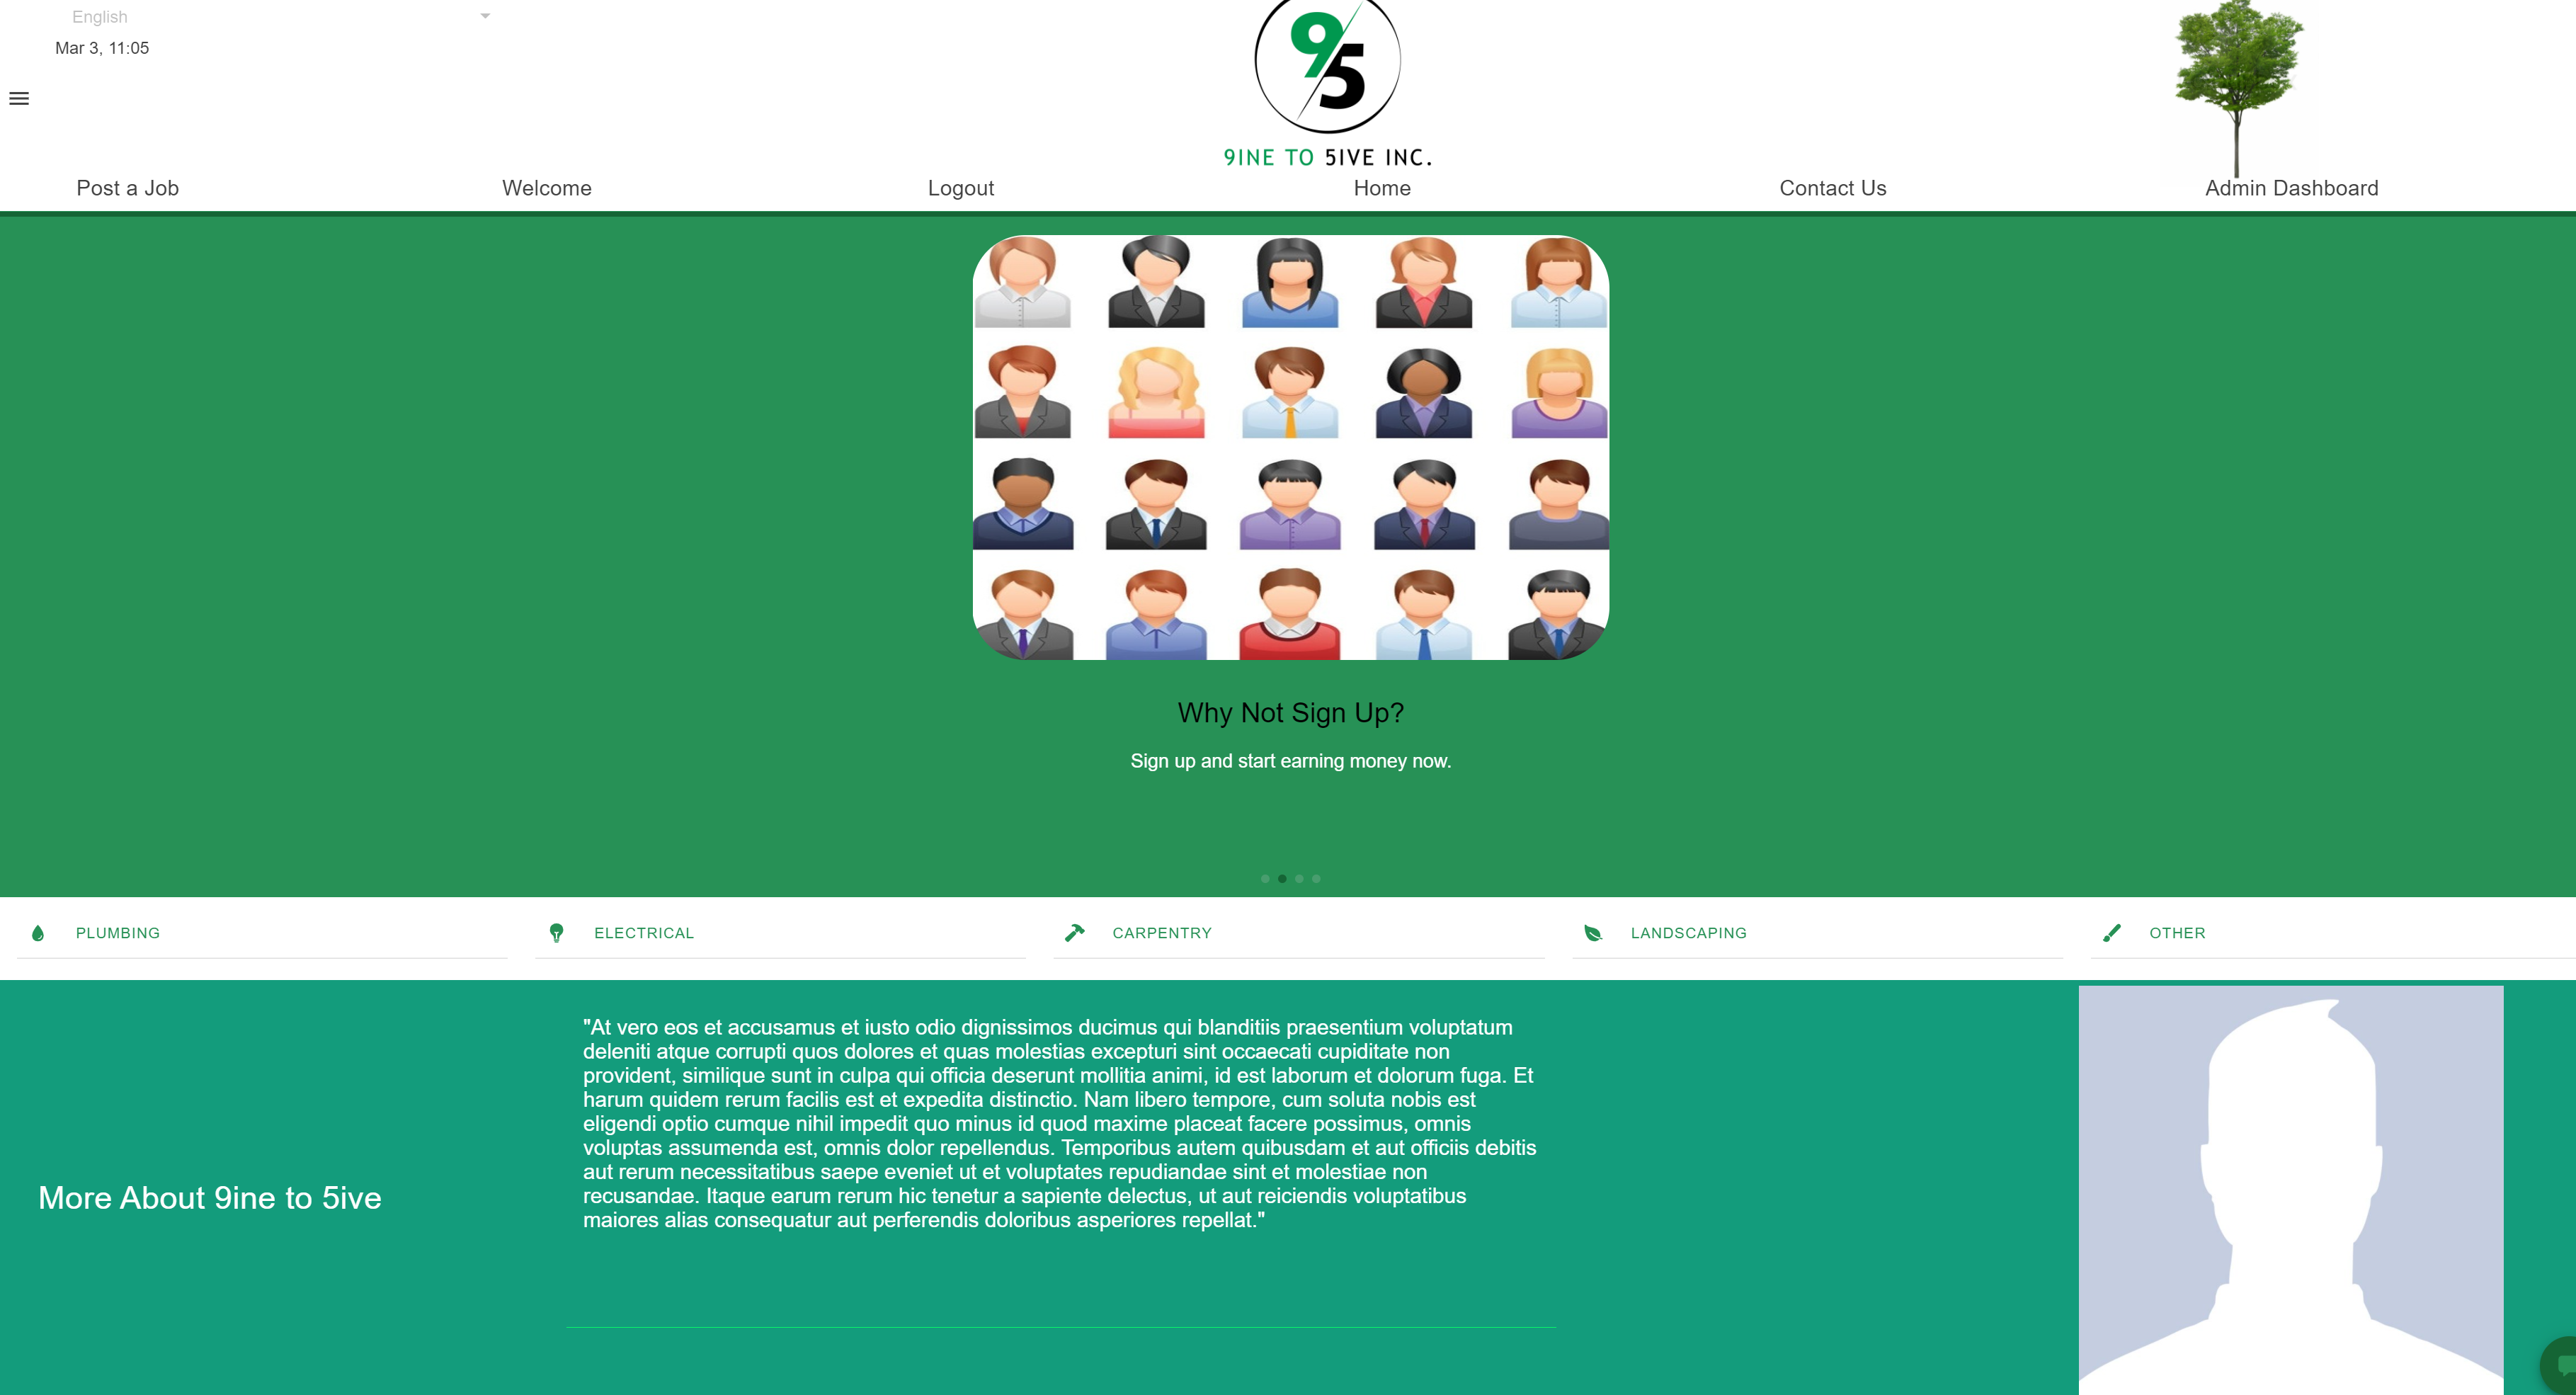 English
Mar 3, 11:05
95
9INE TO 5IVE INC.
Post a Job
Welcome
Logout
Home
Contact Us
Admin Dashboard
Why Not Sign Up?
Sign up and start earning money now.
PLUMBING
ELECTRICAL
CARPENTRY
LANDSCAPING
OTHER
More About 9ine to 5ive
"At vero eos et accusamus et iusto odio dignissimos ducimus qui blanditiis praesentium voluptatum
deleniti atque corrupti quos dolores et quas molestias excepturi sint occaecati cupiditate non
provident, similique sunt in culpa qui officia deserunt mollitia animi, id est laborum et dolorum fuga. Et
harum quidem rerum facilis est et expedita distinctio. Nam libero tempore, cum soluta nobis est
eligendi optio cumque nihil impedit quo minus id quod maxime placeat facere possimus, omnis
voluptas assumenda est, omnis dolor repellendus. Temporibus autem quibusdam et aut officiis debitis
aut rerum necessitatibus saepe eveniet ut et voluptates repudiandae sint et molestiae non
recusandae. Itaque earum rerum hic tenetur a sapiente delectus, ut aut reiciendis voluptatibus
maiores alias consequatur aut perferendis doloribus asperiores repellat."